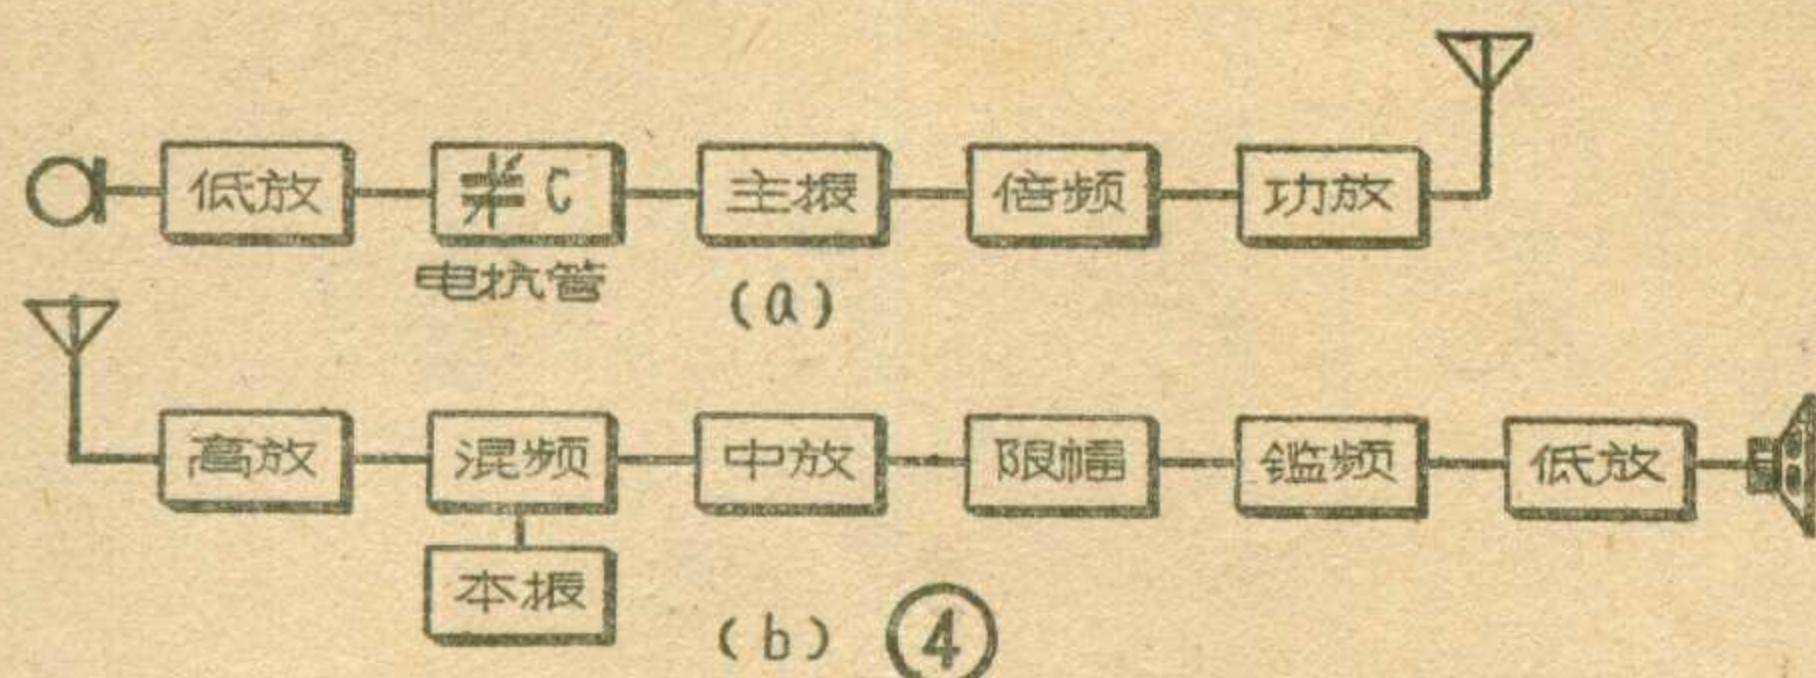 低放 C 主振 倍频 功放
电抗管
(a)
高放 混频 中放 限幅 鑑频 低放
本振
(b) ④